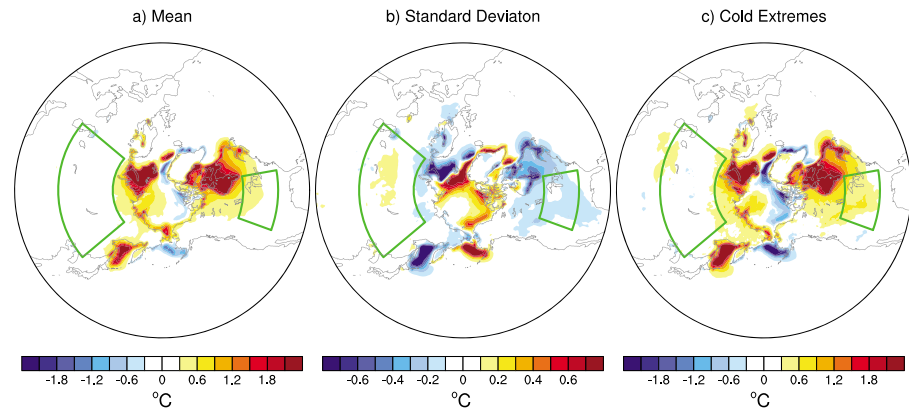 a) Mean
b) Standard Deviaton
c) Cold Extremes
-1.8 -1.2 -0.6 0 0.6 1.2 1.8
°C
-0.6 -0.4 -0.2 0 0.2 0.4 0.6
°C
-1.8 -1.2 -0.6 0 0.6 1.2 1.8
°C